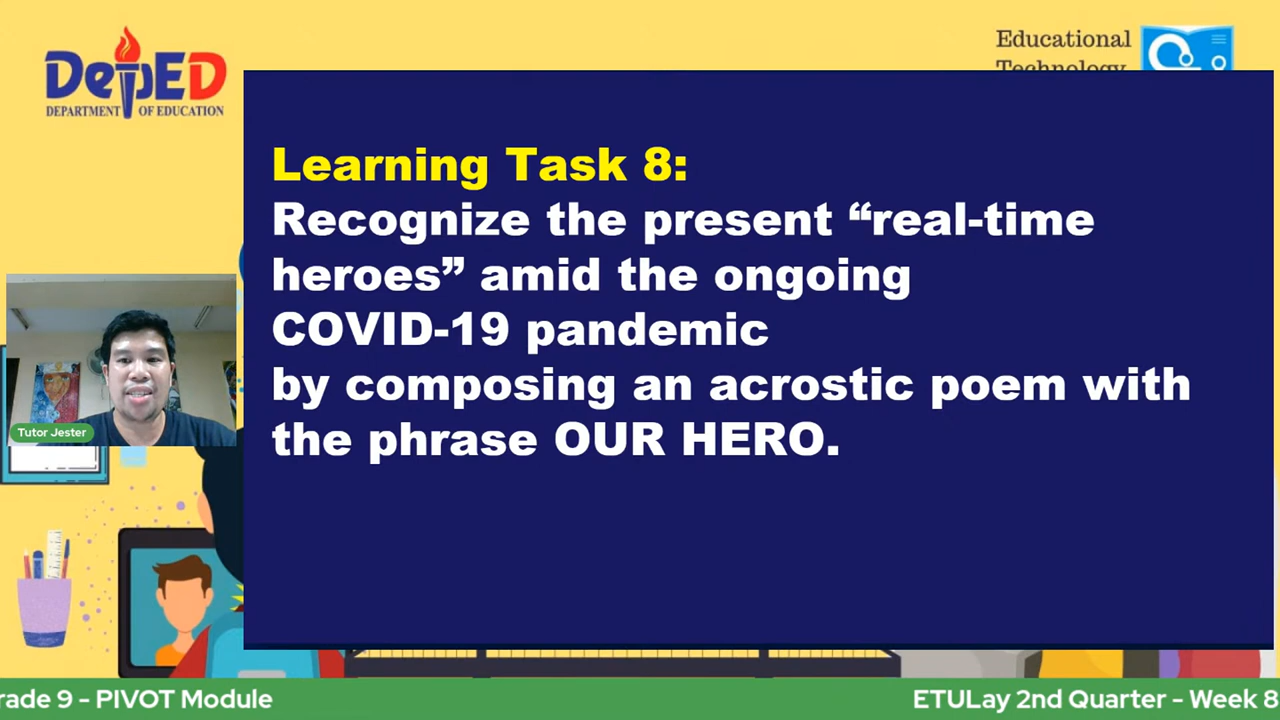 DepED
DEPARTMENT OF EDUCATION
Educational
Technology
Learning Task 8:
Recognize the present “real-time
heroes” amid the ongoing
COVID-19 pandemic
by composing an acrostic poem with
the phrase OUR HERO.
Tutor Jester
rade 9 - PIVOT Module
ETULay 2nd Quarter - Week 8